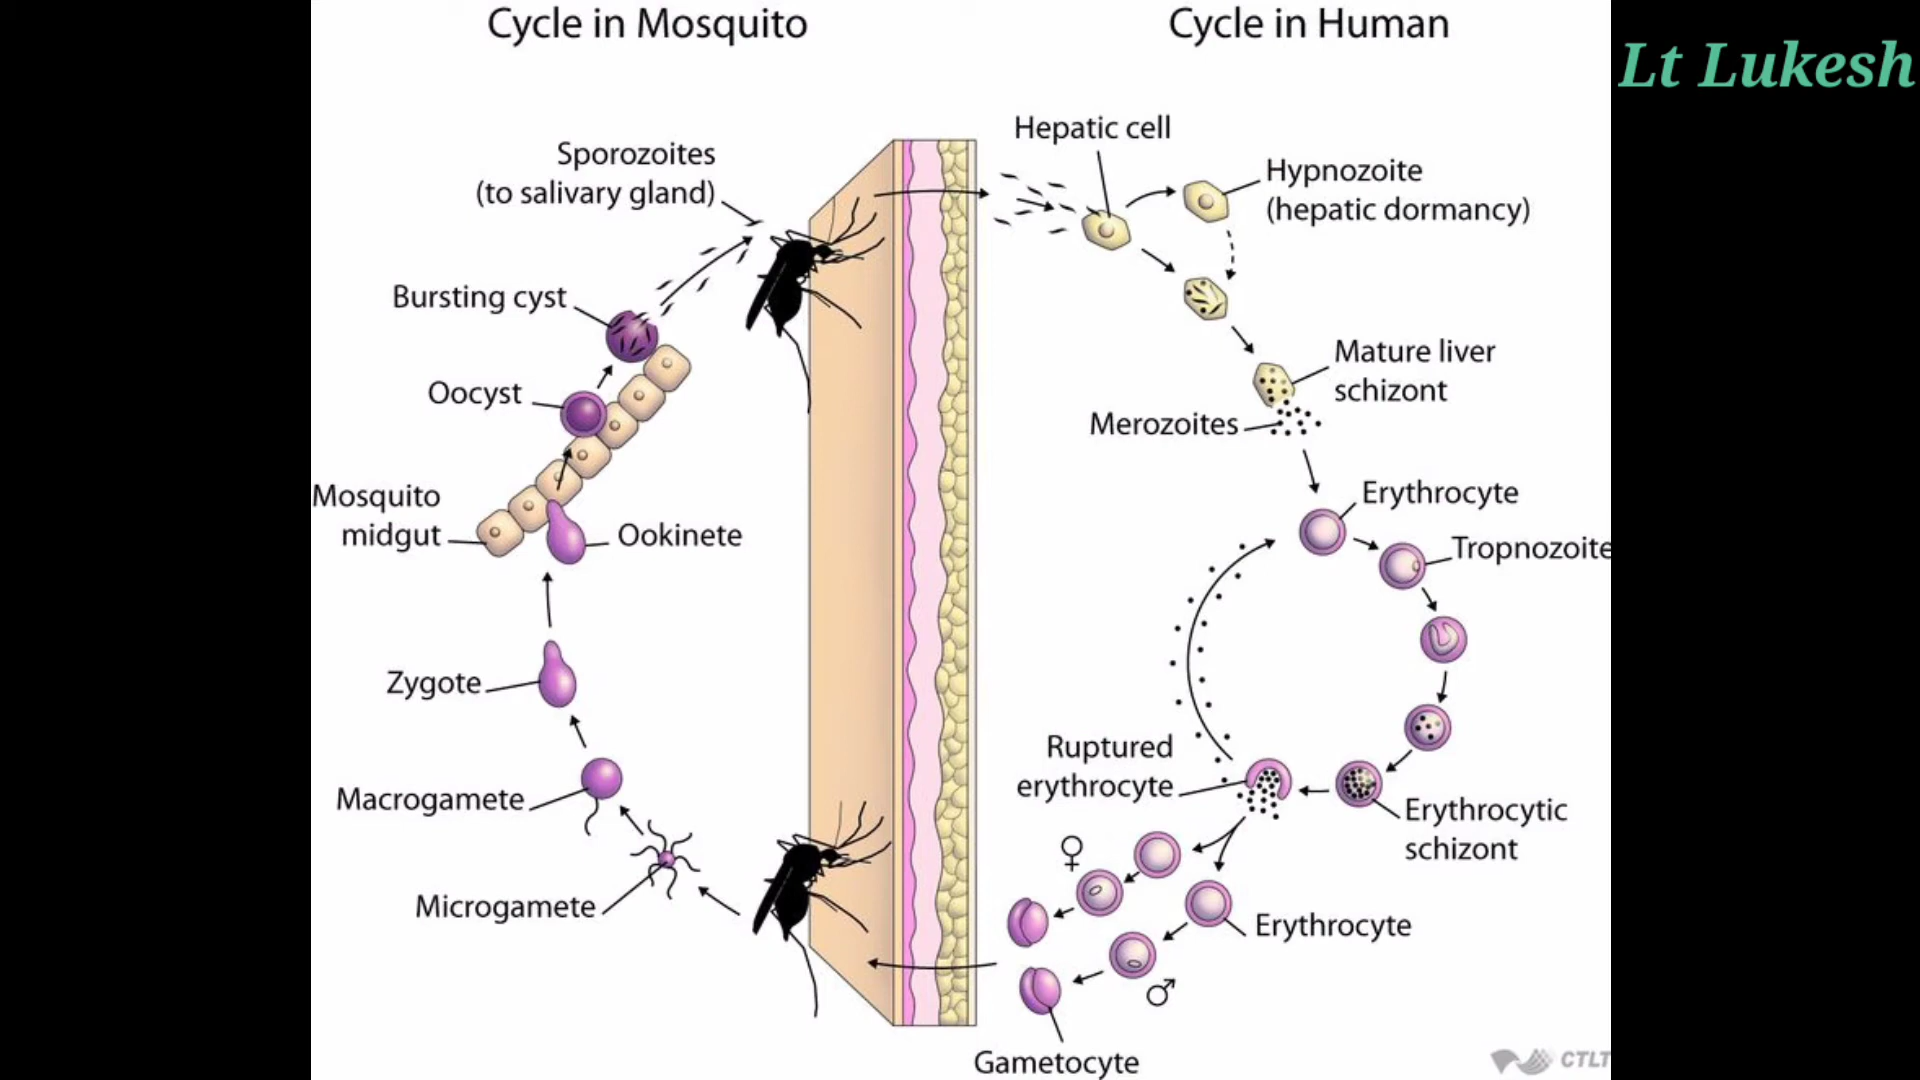 Cycle in Mosquito
Cycle in Human
Lt Lukesh
Sporozoites
(to salivary gland)
Bursting cyst
Oocyst
Mosquito
midgut
Ookinete
Zygote
Macrogamete
Microgamete
Hepatic cell
Hypnozoite
(hepatic dormancy)
Mature liver
schizont
Merozoites
Erythrocyte
Tropnozoite
Ruptured
erythrocyte
Erythrocytic
schizont
♀
Erythrocyte
♂
Gametocyte
CTLT